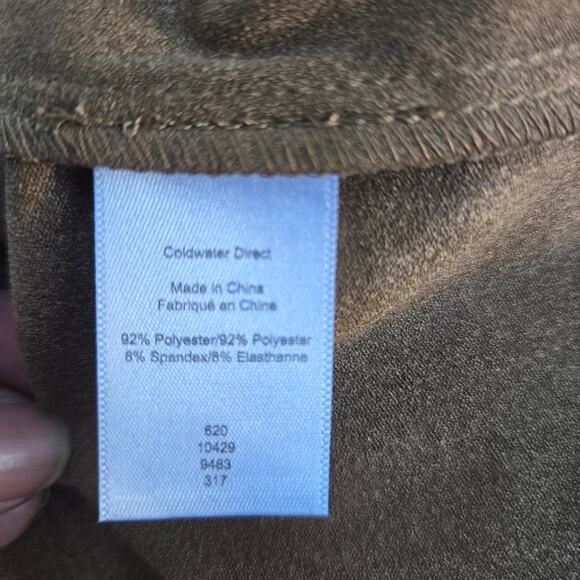 Coldwater Direct
Made in China
Fabriqué en Chine
92% Polyester/92% Polyester
8% Spandex/8% Elasthanne
620
10429
9483
317